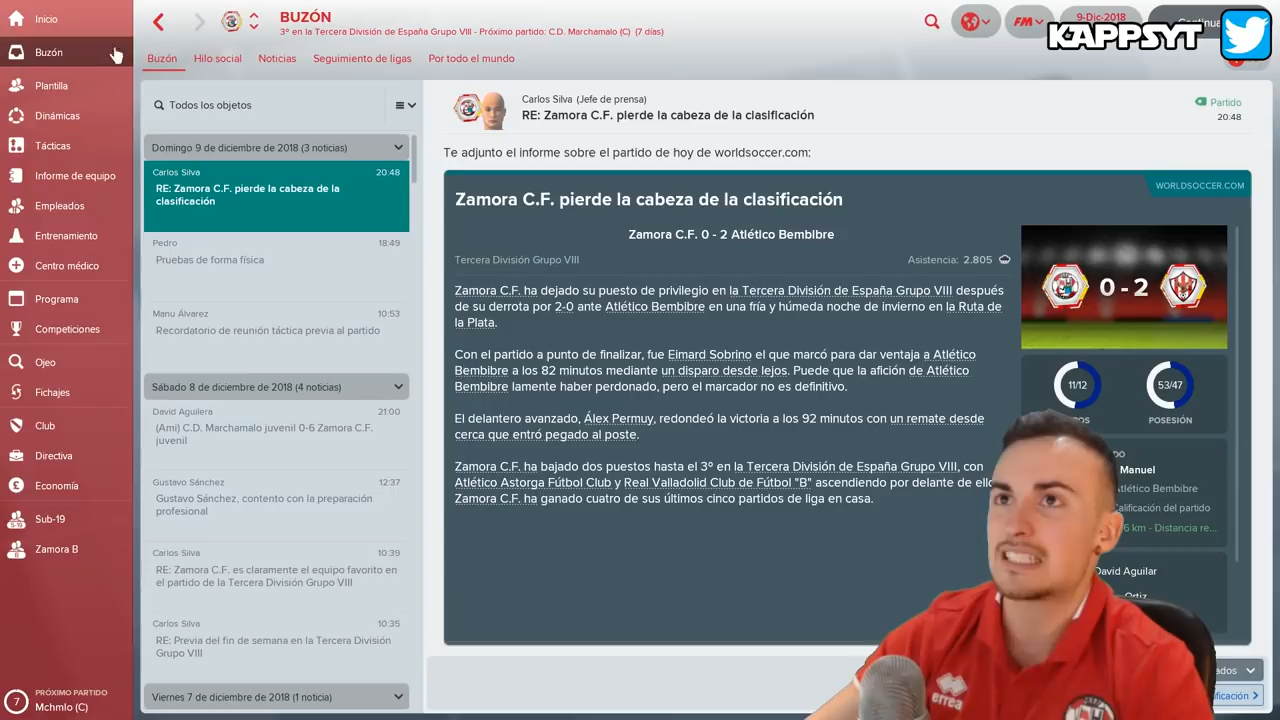 Inicio
Buzón
Plantilla
Dinámicas
Tácticas
Informe de equipo
Empleados
Entrenamiento
Centro médico
Programa
Competiciones
Ojeo
Fichajes
Club
Directiva
Economía
Sub-19
Zamora B
7
PRÓXIMO PARTIDO
Mchmlo (C)
BUZÓN
3º en la Tercera División de España Grupo VIII - Próximo partido: C.D. Marchamalo (C) (7 días)
FM
9-Dic-2018
KAPPSYT
Buzón
Hilo social
Noticias
Seguimiento de ligas
Por todo el mundo
Todos los objetos
Domingo 9 de diciembre de 2018 (3 noticias)
Carlos Silva 20:48
RE: Zamora C.F. pierde la cabeza de la
clasificación
Pedro 18:49
Pruebas de forma física
Manu Álvarez 10:53
Recordatorio de reunión táctica previa al partido
Sábado 8 de diciembre de 2018 (4 noticias)
David Aguilera 21:00
(Ami) C.D. Marchamalo juvenil 0-6 Zamora C.F.
juvenil
Gustavo Sánchez 12:37
Gustavo Sánchez, contento con la preparación
profesional
Carlos Silva 10:39
RE: Zamora C.F. es claramente el equipo favorito en
el partido de la Tercera División Grupo VIII
Carlos Silva 10:35
RE: Previa del fin de semana en la Tercera División
Grupo VIII
Viernes 7 de diciembre de 2018 (1 noticia)
Carlos Silva (Jefe de prensa)
RE: Zamora C.F. pierde la cabeza de la clasificación
Partido
20:48
Te adjunto el informe sobre el partido de hoy de worldsoccer.com:
WORLDSOCCER.COM
Zamora C.F. pierde la cabeza de la clasificación
Zamora C.F. 0 - 2 Atlético Bembibre
Tercera División Grupo VIII
Asistencia: 2.805
Zamora C.F. ha dejado su puesto de privilegio en la Tercera División de España Grupo VIII después
de su derrota por 2-0 ante Atlético Bembibre en una fría y húmeda noche de invierno en la Ruta de
la Plata.
Con el partido a punto de finalizar, fue Eimard Sobrino el que marcó para dar ventaja a Atlético
Bembibre a los 82 minutos mediante un disparo desde lejos. Puede que la afición de Atlético
Bembibre lamente haber perdonado, pero el marcador no es definitivo.
El delantero avanzado, Álex Permuy, redondeó la victoria a los 92 minutos con un remate desde
cerca que entró pegado al poste.
Zamora C.F. ha bajado dos puestos hasta el 3º en la Tercera División de España Grupo VIII, con
Atlético Astorga Fútbol Club y Real Valladolid Club de Fútbol "B" ascendiendo por delante de
Zamora C.F. ha ganado cuatro de sus últimos cinco partidos de liga en casa.
0 - 2
11/12
53/47
POSESIÓN
Manuel
Atlético Bembibre
del partido
km - Distancia re...
David Aguilar
Ortiz
errea